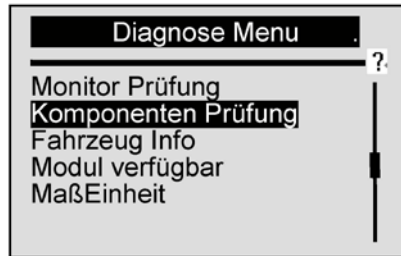 Diagnose Menu .
?
Monitor Prüfung
Komponenten Prüfung
Fahrzeug Info
Modul verfügbar
MaßEinheit